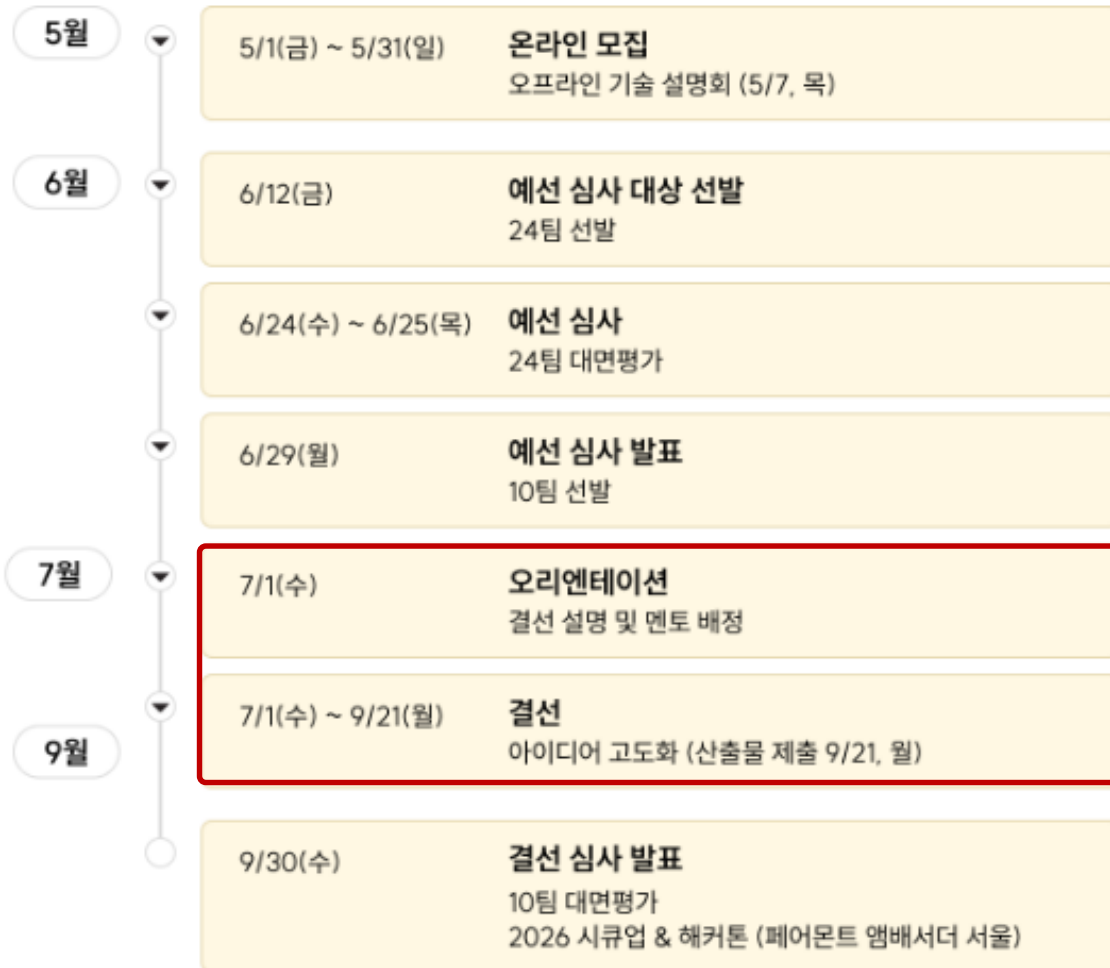 5월
5/1(금) ~ 5/31(일) 온라인 모집
오프라인 기술 설명회 (5/7, 목)
6월
6/12(금) 예선 심사 대상 선발
24팀 선발
6/24(수) ~ 6/25(목) 예선 심사
24팀 대면평가
6/29(월) 예선 심사 발표
10팀 선발
7월
7/1(수) 오리엔테이션
결선 설명 및 멘토 배정
7/1(수) ~ 9/21(월) 결선
9월
아이디어 고도화 (산출물 제출 9/21, 월)
9/30(수) 결선 심사 발표
10팀 대면평가
2026 시큐업 & 해커톤 (페어몬트 앰배서더 서울)